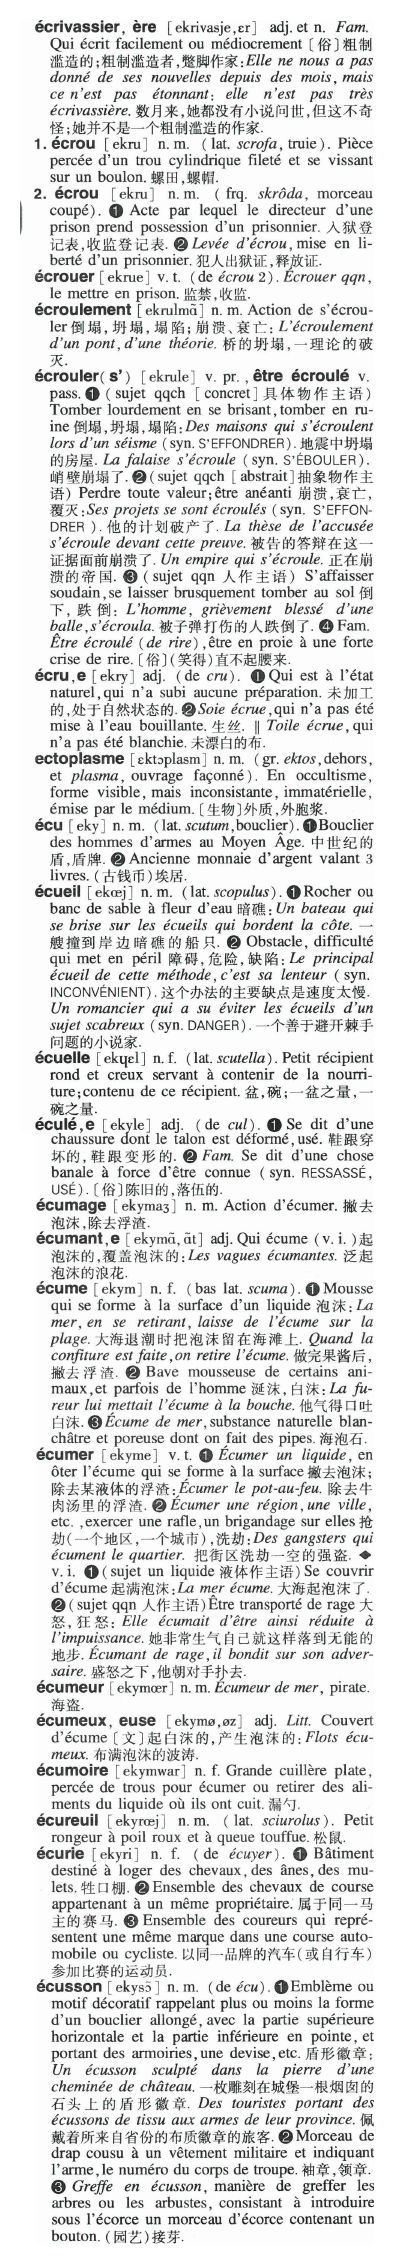 écrivassier, ère [ekrivasje,ɛr] adj. et n. Fam.
Qui écrit facilement ou médiocrement [俗]粗制
滥造的;粗制滥造者,蹩脚作家:Elle ne nous a pas
donné de ses nouvelles depuis des mois, mais
ce n'est pas étonnant: elle n'est pas très
écrivassière. 数月来,她都没有小说问世,但这不奇
怪;她并不是一个粗制滥造的作家.
1. écrou [ekru] n. m. (lat. scrofa, truie). Pièce
percée d'un trou cylindrique fileté et se vissant
sur un boulon. 螺田,螺帽.
2. écrou [ekru] n. m. (frq. skrôda, morceau
coupé). ❶ Acte par lequel le directeur d'une
prison prend possession d'un prisonnier. 入狱登
记表,收监登记表. ❷ Levée d'écrou, mise en li-
berté d'un prisonnier. 犯人出狱证,释放证.
écrouer [ekrue] v. t. (de écrou 2). Écrouer qqn,
le mettre en prison. 监禁,收监.
écroulement [ekrulmɑ̃] n. m. Action de s'écrou-
ler 倒塌,坍塌,塌陷;崩溃、衰亡:L'écroulement
d'un pont, d'une théorie. 桥的坍塌,一理论的破
灭.
écrouler(s') [ekrule] v. pr., être écroulé v.
pass. ❶ (sujet qqch [concret]具体物作主语)
Tomber lourdement en se brisant, tomber en ru-
ine 倒塌,坍塌,塌陷:Des maisons qui s'écroulent
lors d'un séisme (syn. S'EFFONDRER). 地震中坍塌
的房屋. La falaise s'écroule (syn. S'ÉBOULER).
峭壁崩塌了. ❷(sujet qqch [abstrait]抽象物作主
语) Perdre toute valeur; être anéanti 崩溃,衰亡,
覆灭:Ses projets se sont écroulés (syn. S'EFFON-
DRER ). 他的计划破产了. La thèse de l'accusée
s'écroule devant cette preuve. 被告的答辩在这一
证据面前崩溃了. Un empire qui s'écroule. 正在崩
溃的帝国. ❸ (sujet qqn 人作主语) S'affaisser
soudain, se laisser brusquement tomber au sol 倒
下, 跌倒: L'homme, grièvement blessé d'une
balle, s'écroula. 被子弹打伤的人跌倒了. ❹ Fam.
Être écroulé (de rire), être en proie à une forte
crise de rire. [俗](笑得)直不起腰来.
écru,e [ekry] adj. (de cru). ❶ Qui est à l'état
naturel, qui n'a subi aucune préparation. 未加工
的,处于自然状态的. ❷ Soie écrue, qui n'a pas été
mise à l'eau bouillante. 生丝. ‖ Toile écrue, qui
n'a pas été blanchie. 未漂白的布.
ectoplasme [ɛktɔplasm] n. m. (gr. ektos, dehors,
et plasma, ouvrage façonné). En occultisme,
forme visible, mais inconsistante, immatérielle,
émise par le médium. [生物]外质,外胞浆.
écu [eky] n. m. (lat. scutum, bouclier). ❶Bouclier
des hommes d'armes au Moyen Âge. 中世纪的
盾,盾牌. ❷ Ancienne monnaie d'argent valant 3
livres. (古钱币)埃居.
écueil [ekœj] n. m. (lat. scopulus). ❶ Rocher ou
banc de sable à fleur d'eau 暗礁:Un bateau qui
se brise sur les écueils qui bordent la côte. 一
艘撞到岸边暗礁的船只. ❷ Obstacle, difficulté
qui met en péril 障碍,危险,缺陷:Le principal
écueil de cette méthode, c'est sa lenteur (syn.
INCONVÉNIENT). 这个办法的主要缺点是速度太慢.
Un romancier qui a su éviter les écueils d'un
sujet scabreux (syn. DANGER). 一个善于避开棘手
问题的小说家.
écuelle [ekɥɛl] n. f. (lat. scutella). Petit récipient
rond et creux servant à contenir de la nourri-
ture; contenu de ce récipient. 盆,碗;一盆之量,一
碗之量.
éculé,e [ekyle] adj. (de cul). ❶ Se dit d'une
chaussure dont le talon est déformé, usé. 鞋跟穿
坏的,鞋跟变形的. ❷ Fam. Se dit d'une chose
banale à force d'être connue (syn. RESSASSÉ,
USÉ). [俗]陈旧的,落伍的.
écumage [ekymaʒ] n. m. Action d'écumer. 撇去
泡沫,除去浮渣.
écumant,e [ekymɑ̃, ɑ̃t] adj. Qui écume (v. i.)起
泡沫的,覆盖泡沫的:Les vagues écumantes. 泛起
泡沫的浪花.
écume [ekym] n. f. (bas lat. scuma). ❶ Mousse
qui se forme à la surface d'un liquide 泡沫:La
mer, en se retirant, laisse de l'écume sur la
plage. 大海退潮时把泡沫留在海滩上. Quand la
confiture est faite, on retire l'écume. 做完果酱后,
撇去浮渣. ❷ Bave mousseuse de certains ani-
maux, et parfois de l'homme 涎沫,白沫:La fu-
reur lui mettait l'écume à la bouche. 他气得口吐
白沫. ❸ Écume de mer, substance naturelle blan-
châtre et poreuse dont on fait des pipes. 海泡石.
écumer [ekyme] v. t. ❶ Écumer un liquide, en
ôter l'écume qui se forme à la surface 撇去泡沫;
除去某液体的浮渣:Écumer le pot-au-feu. 除去牛
肉汤里的浮渣. ❷ Écumer une région, une ville,
etc., exercer une rafle, un brigandage sur elles 抢
劫(一个地区,一个城市),洗劫:Des gangsters qui
écument le quartier. 把街区洗劫一空的强盗. ◆
v. i. ❶(sujet un liquide 液体作主语) Se couvrir
d'écume 起满泡沫:La mer écume. 大海起泡沫了.
❷(sujet qqn 人作主语)Être transporté de rage 大
怒,狂怒: Elle écumait d'être ainsi réduite à
l'impuissance. 她非常生气自己就这样落到无能的
地步. Écumant de rage, il bondit sur son adver-
saire. 盛怒之下,他朝对手扑去.
écumeur [ekymœr] n. m. Écumeur de mer, pirate.
海盗.
écumeux, euse [ekymø,øz] adj. Litt. Couvert
d'écume [文]起白沫的,产生泡沫的:Flots écu-
meux. 布满泡沫的波涛.
écumoire [ekymwar] n. f. Grande cuillère plate,
percée de trous pour écumer ou retirer des ali-
ments du liquide où ils ont cuit. 漏勺.
écureuil [ekyrœj] n. m. (lat. sciurolus). Petit
rongeur à poil roux et à queue touffue. 松鼠.
écurie [ekyri] n. f. (de écuyer). ❶ Bâtiment
destiné à loger des chevaux, des ânes, des mu-
lets. 牲口棚. ❷ Ensemble des chevaux de course
appartenant à un même propriétaire. 属于同一马
主的赛马. ❸ Ensemble des coureurs qui repré-
sentent une même marque dans une course auto-
mobile ou cycliste. 以同一品牌的汽车(或自行车)
参加比赛的运动员.
écusson [ekysɔ̃] n. m. (de écu). ❶Emblème ou
motif décoratif rappelant plus ou moins la forme
d'un bouclier allongé, avec la partie supérieure
horizontale et la partie inférieure en pointe, et
portant des armoiries, une devise, etc. 盾形徽章:
Un écusson sculpté dans la pierre d'une
cheminée de château. 一枚雕刻在城堡一根烟囱的
石头上的盾形徽章. Des touristes portant des
écussons de tissu aux armes de leur province. 佩
戴着所来自省份的布质徽章的旅客. ❷ Morceau de
drap cousu à un vêtement militaire et indiquant
l'arme, le numéro du corps de troupe. 袖章,领章.
❸ Greffe en écusson, manière de greffer les
arbres ou les arbustes, consistant à introduire
sous l'écorce un morceau d'écorce contenant un
bouton. (园艺)接芽.